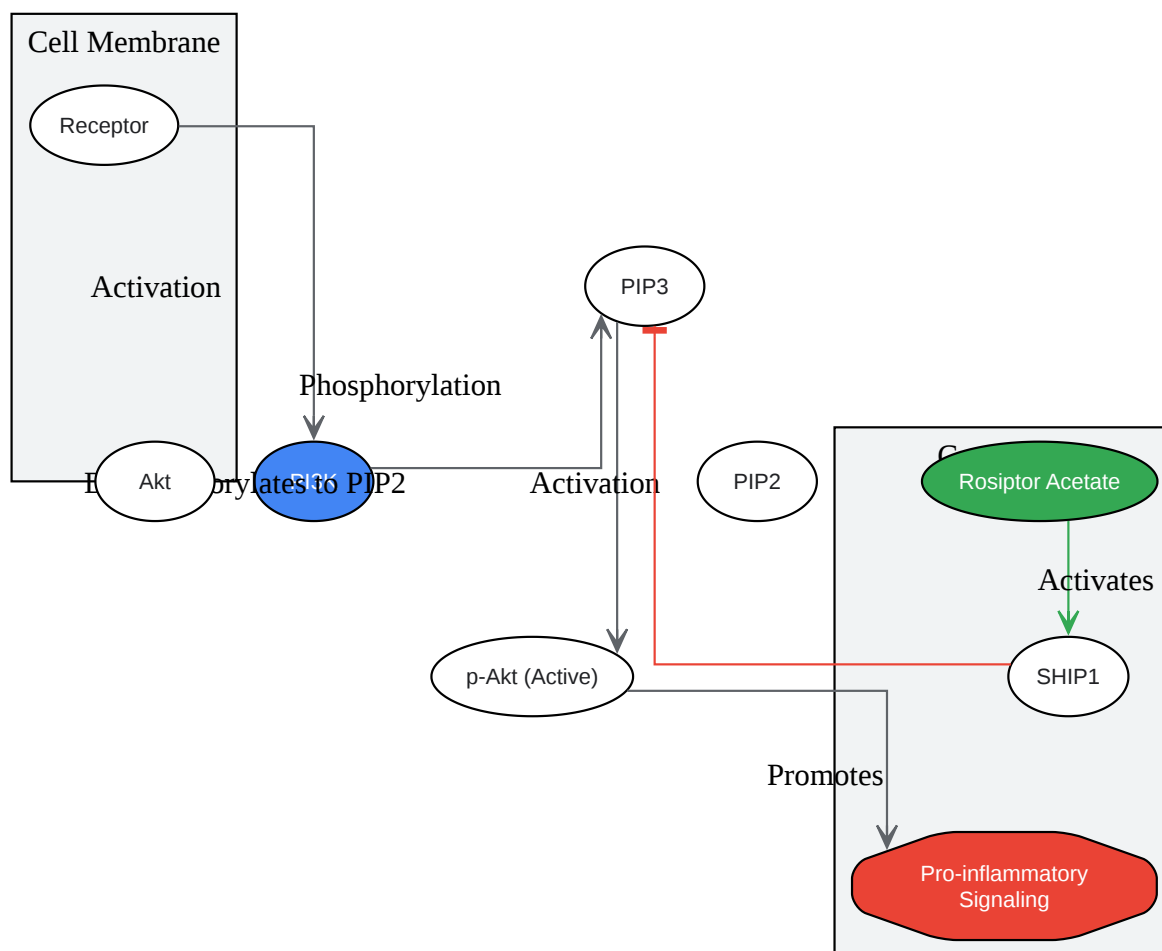 Cell Membrane
Receptor
Activation
PIP3
Phosphorylation
Akt
to PIP2
PI3K
Activation
PIP2
Rosiptor Acetate
Activates
p-Akt (Active)
SHIP1
Promotes
Pro-inflammatory
Signaling